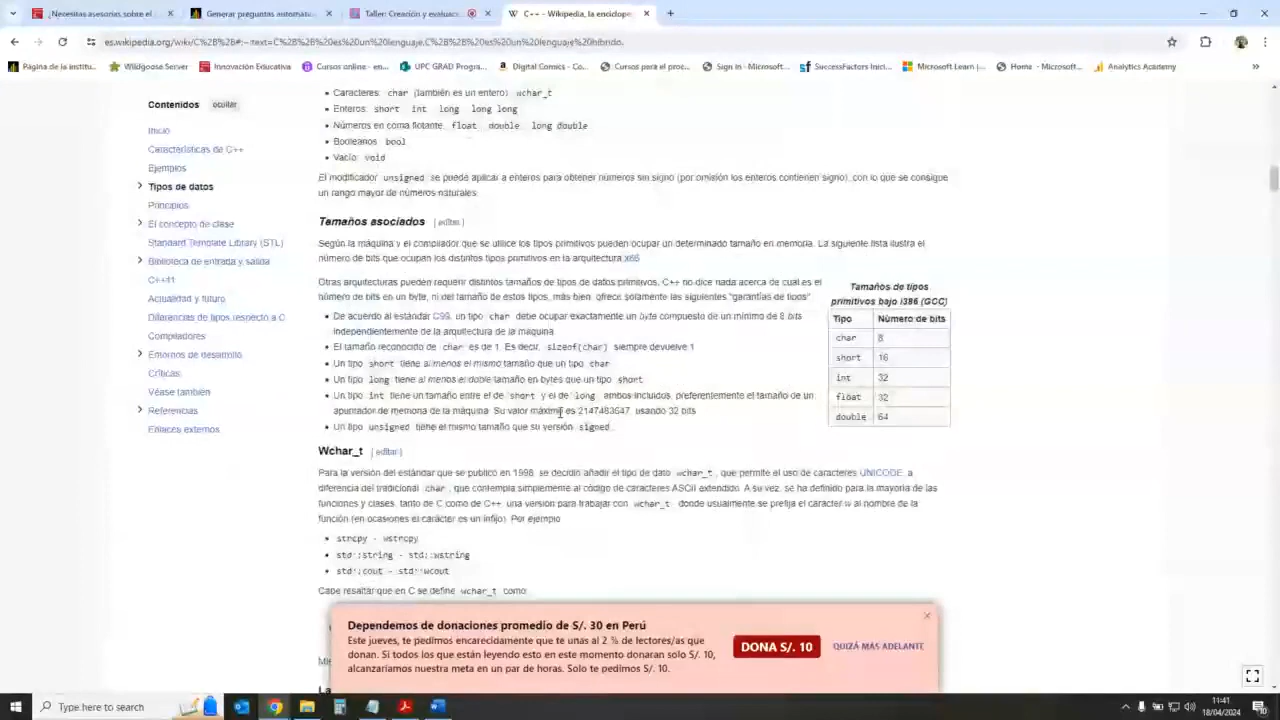 ¿Necesitas asesorías sobre el
Generar preguntas automátic
Taller: Creación y evaluac
C++ - Wikipedia, la enciclope
es.wikipedia.org/wiki/C%2B%2B#:~:text=C%2B%2B%20es%20un%20lenguaje,C%2B%2B%20es%20un%20lenguaje%20híbrido.
Página de la Institu...
Wildgoose Server
Innovación Educativa
Cursos online - en...
UPC GRAD Progra...
Digital Comics - Co...
Cursos para el proc...
Sign In - Microsoft...
SuccessFactors Inici...
Microsoft Learn |...
Home - Microsoft...
Analytics Academy
Contenidos ocultar
Inicio
Características de C++
Ejemplos
Tipos de datos
Principios
El concepto de clase
Standard Template Library (STL)
Biblioteca de entrada y salida
C++11
Actualidad y futuro
Diferencias de tipos respecto a C
Compiladores
Entornos de desarrollo
Críticas
Véase también
Referencias
Enlaces externos
Caracteres: char (también es un entero) wchar_t
Enteros: short int long long long
Números en coma flotante: float double, long double
Booleanos: bool
Vacío: void
El modificador unsigned se puede aplicar a enteros para obtener números sin signo (por omisión los enteros contienen signo), con lo que se consigue
un rango mayor de números naturales.
Tamaños asociados [editar]
Según la máquina y el compilador que se utilice los tipos primitivos pueden ocupar un determinado tamaño en memoria. La siguiente lista ilustra el
número de bits que ocupan los distintos tipos primitivos en la arquitectura x86.
Otras arquitecturas pueden requerir distintos tamaños de tipos de datos primitivos. C++ no dice nada acerca de cuál es el
número de bits en un byte, ni del tamaño de estos tipos; más bien, ofrece solamente las siguientes "garantías de tipos":
De acuerdo al estándar C99, un tipo char debe ocupar exactamente un byte compuesto de un mínimo de 8 bits
independientemente de la arquitectura de la máquina.
El tamaño reconocido de char es de 1. Es decir, sizeof(char) siempre devuelve 1.
Un tipo short tiene al menos el mismo tamaño que un tipo char.
Un tipo long tiene al menos el doble tamaño en bytes que un tipo short.
Un tipo int tiene un tamaño entre el de short y el de long, ambos incluidos, preferentemente el tamaño de un
apuntador de memoria de la máquina. Su valor máximo es 2147483647, usando 32 bits.
Un tipo unsigned tiene el mismo tamaño que su versión signed.
Tamaños de tipos
primitivos bajo i386 (GCC)
Tipo Número de bits
char 8
short 16
int 32
float 32
double 64
Wchar_t [editar]
Para la versión del estándar que se publicó en 1998, se decidió añadir el tipo de dato wchar_t, que permite el uso de caracteres UNICODE, a
diferencia del tradicional char, que contempla simplemente al código de caracteres ASCII extendido. A su vez, se ha definido para la mayoría de las
funciones y clases, tanto de C como de C++, una versión para trabajar con wchar_t, donde usualmente se prefija el carácter w al nombre de la
función (en ocasiones el carácter es un infijo). Por ejemplo:
strcpy - wstrcpy
std::string - std::wstring
std::cout - std::wcout
Cabe resaltar que en C se define wchar_t como:
Dependemos de donaciones promedio de S/. 30 en Perú
Este jueves, te pedimos encarecidamente que te unas al 2 % de lectores/as que
donan. Si todos los que están leyendo esto en este momento donaran solo S/. 10,
alcanzaríamos nuestra meta en un par de horas. Solo te pedimos S/. 10.
DONA S/. 10
QUIZÁ MÁS ADELANTE
Type here to search
11:41
18/04/2024